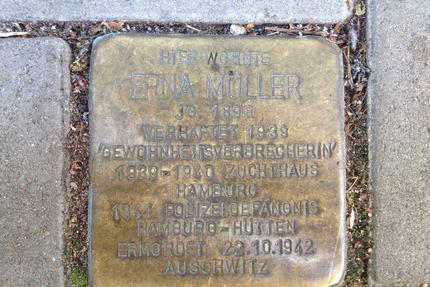 HIER WOHNTE
ERNA MÜLLER
JG. 1898
VERHAFTET 1939
'GEWOHNHEITSVERBRECHERIN'
1939-1940 ZUCHTHAUS
HAMBURG
1941 POLIZEIGEFÄNGNIS
HAMBURG-HÜTTEN
ERMORDET 22.10.1942
AUSCHWITZ